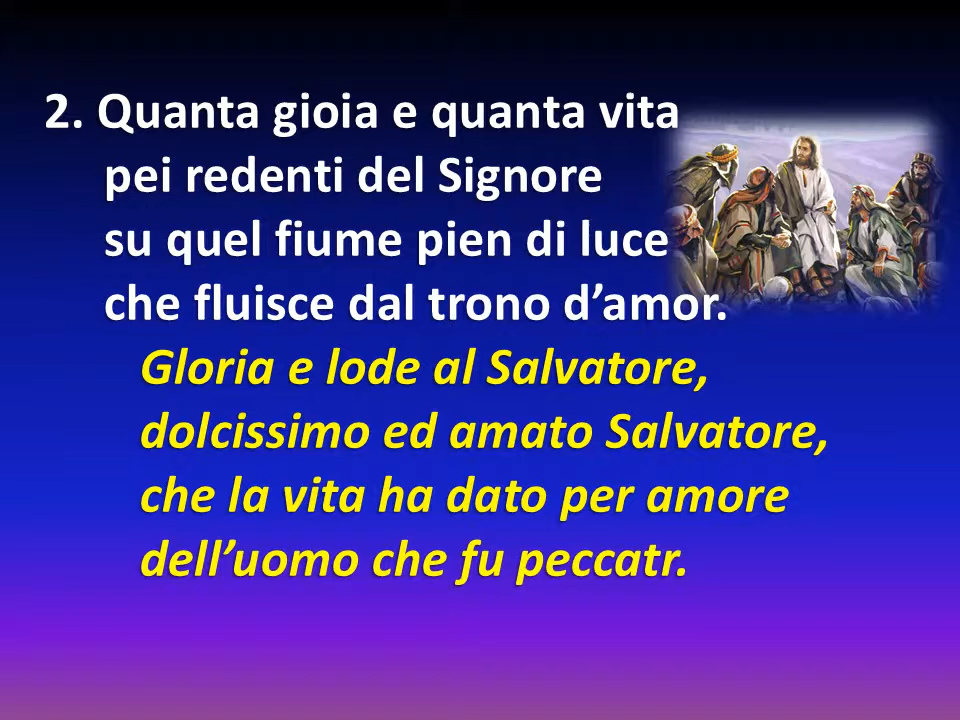 2. Quanta gioia e quanta vita
pei redenti del Signore
su quel fiume pien di luce
che fluisce dal trono d’amor.
Gloria e lode al Salvatore,
dolcissimo ed amato Salvatore,
che la vita ha dato per amore
dell’uomo che fu peccatr.